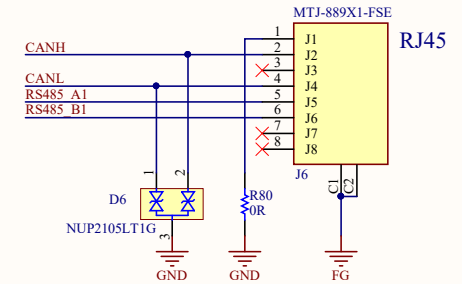 MTJ-889X1-FSE
RJ45
1 J1
CANH 2 J2
3 J3
CANL 4 J4
RS485_A1 5 J5
RS485_B1 6 J6
7 J7
8 J8
J6
C1 C2
1 2
D6
R80
0R
NUP2105LT1G
3
GND GND FG